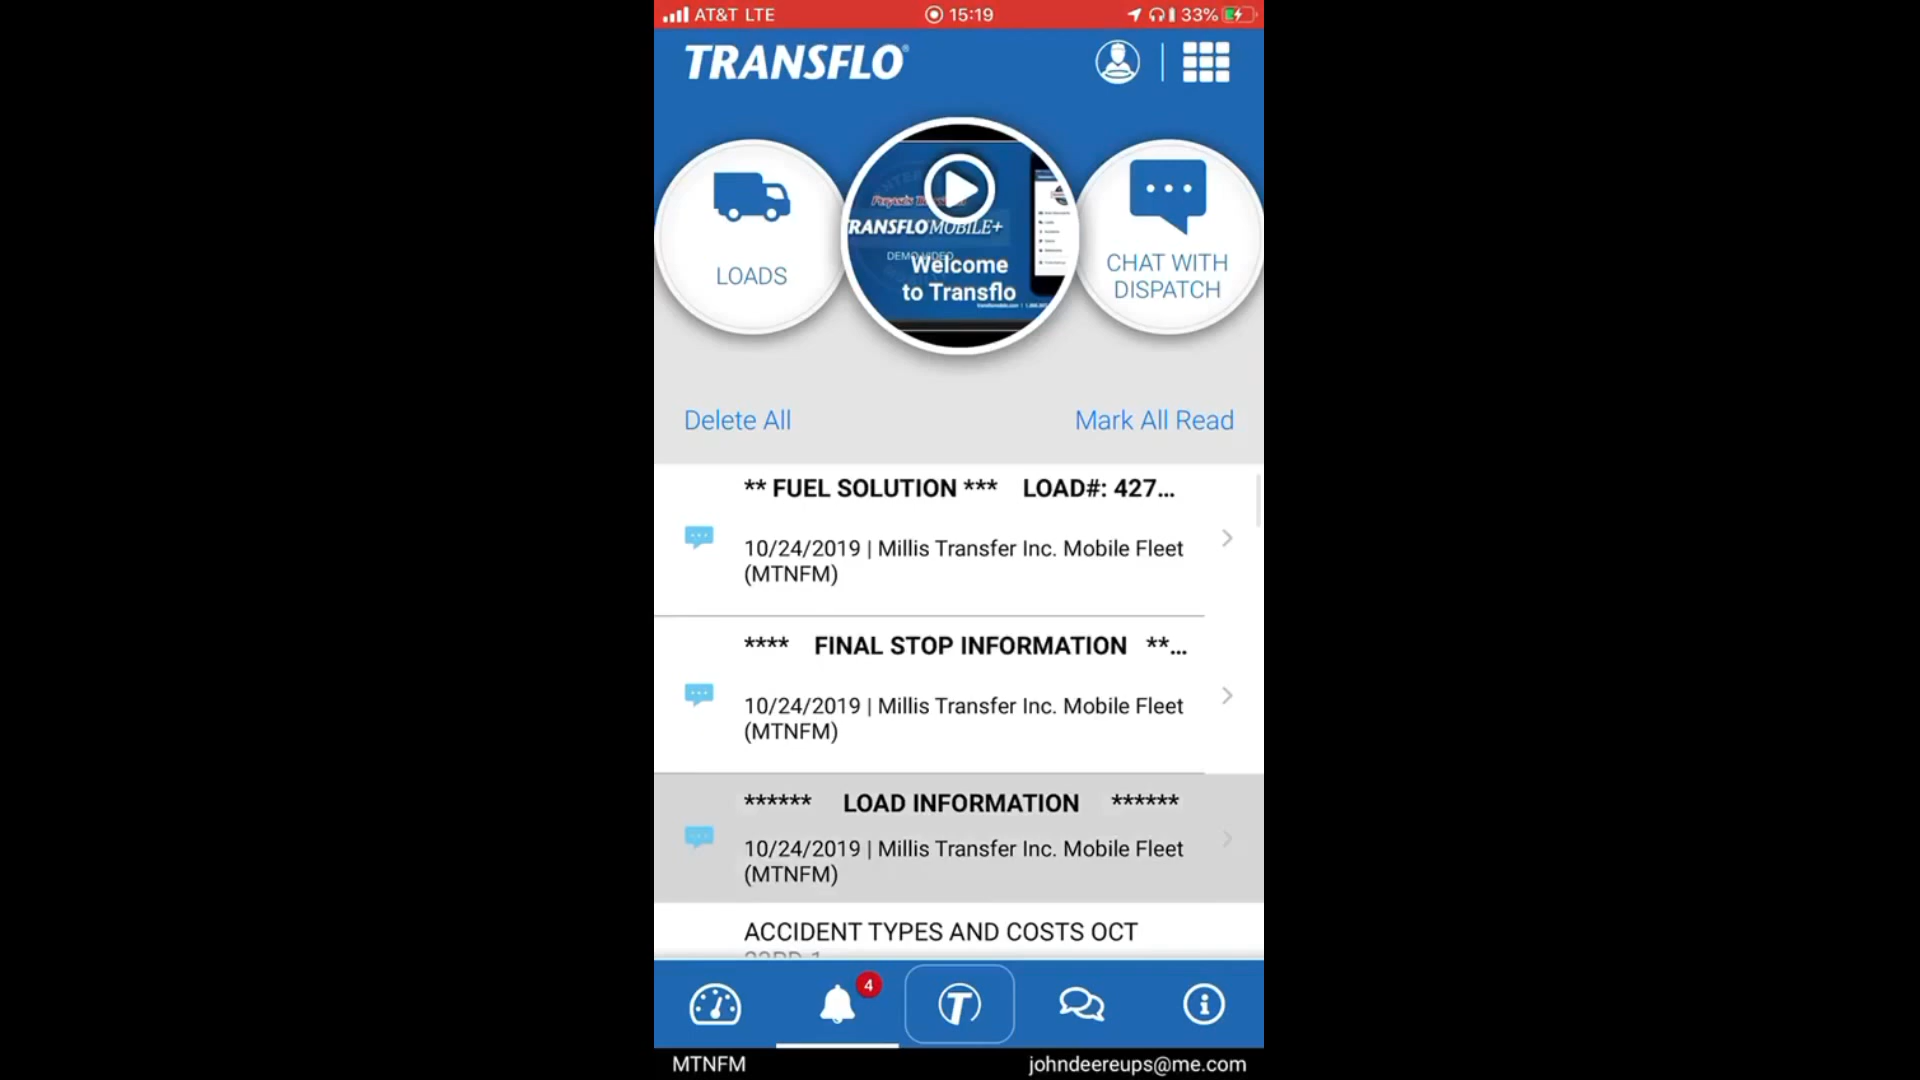 AT&T LTE 15:19 33%
TRANSFLO®
TRANSFLO MOBILE+
DEMO VIDEO
Welcome
to Transflo
LOADS
CHAT WITH
DISPATCH
Delete All Mark All Read
** FUEL SOLUTION *** LOAD#: 427...
10/24/2019 | Millis Transfer Inc. Mobile Fleet
(MTNFM)
**** FINAL STOP INFORMATION **...
10/24/2019 | Millis Transfer Inc. Mobile Fleet
(MTNFM)
****** LOAD INFORMATION ******
10/24/2019 | Millis Transfer Inc. Mobile Fleet
(MTNFM)
ACCIDENT TYPES AND COSTS OCT
4
MTNFM johndeereups@me.com